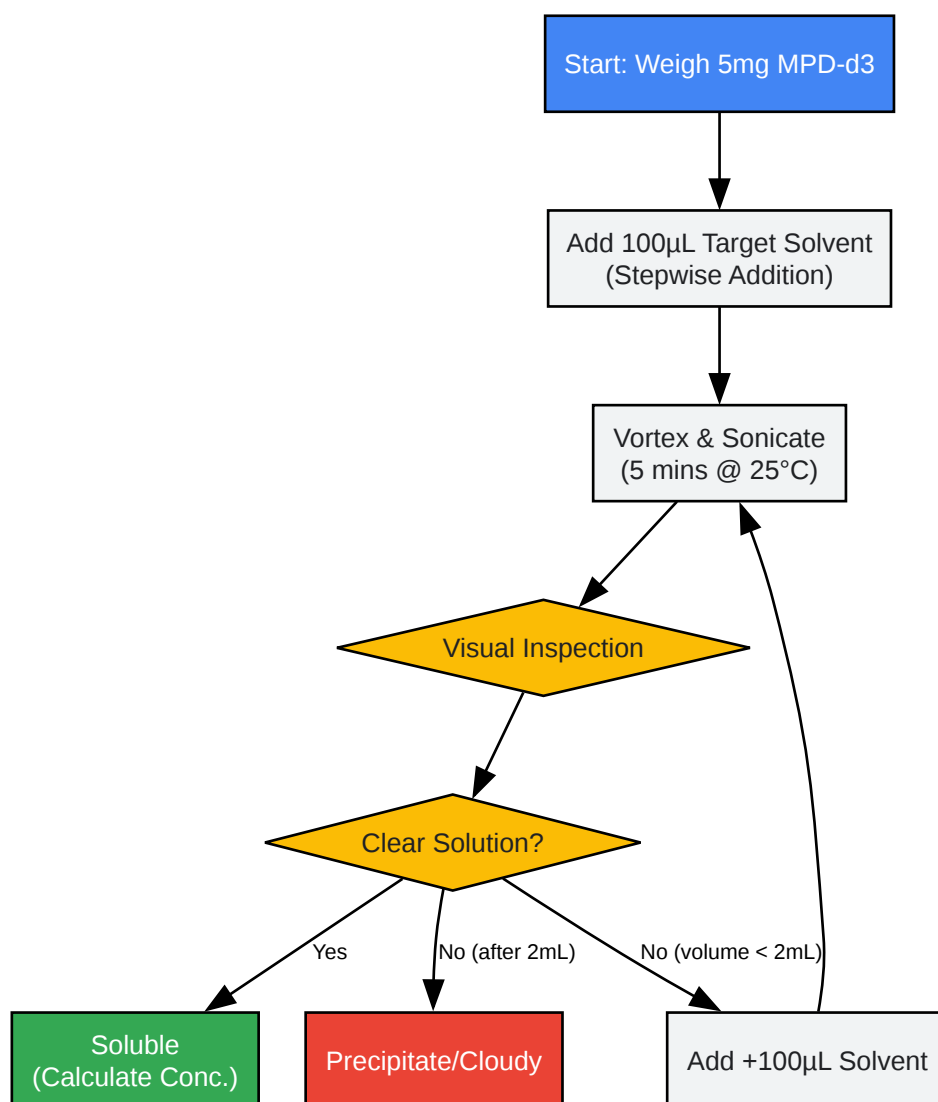 Start: Weigh 5mg MPD-d3
Add 100µL Target Solvent
(Stepwise Addition)
Vortex & Sonicate
(5 mins @ 25°C)
Visual Inspection
Clear Solution?
Yes
No (after 2mL)
No (volume < 2mL)
Soluble
(Calculate Conc.)
Precipitate/Cloudy
Add +100µL Solvent